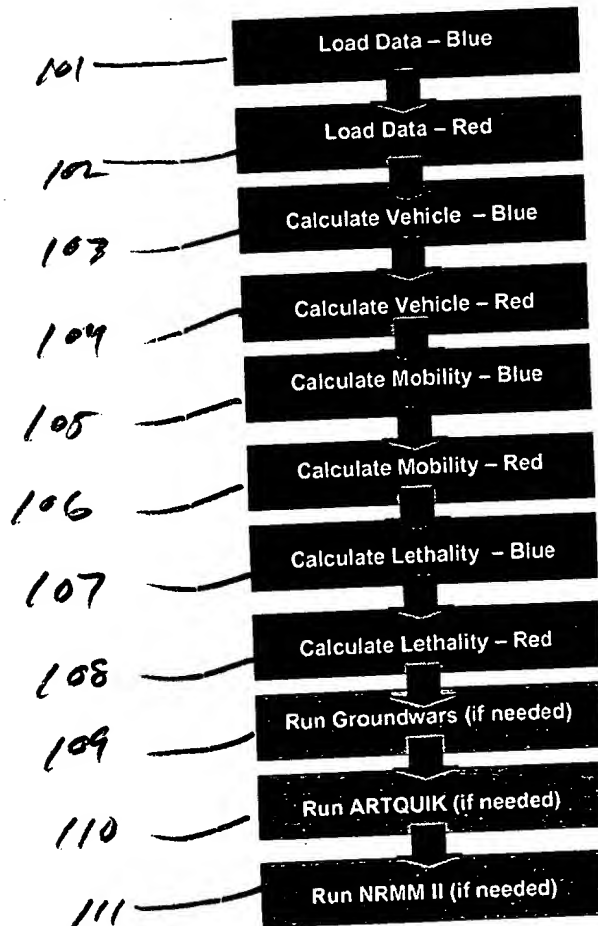 101 Load Data – Blue
102 Load Data – Red
103 Calculate Vehicle – Blue
104 Calculate Vehicle – Red
105 Calculate Mobility – Blue
106 Calculate Mobility – Red
107 Calculate Lethality – Blue
108 Calculate Lethality – Red
109 Run Groundwars (if needed)
110 Run ARTQUIK (if needed)
111 Run NRMM II (if needed)